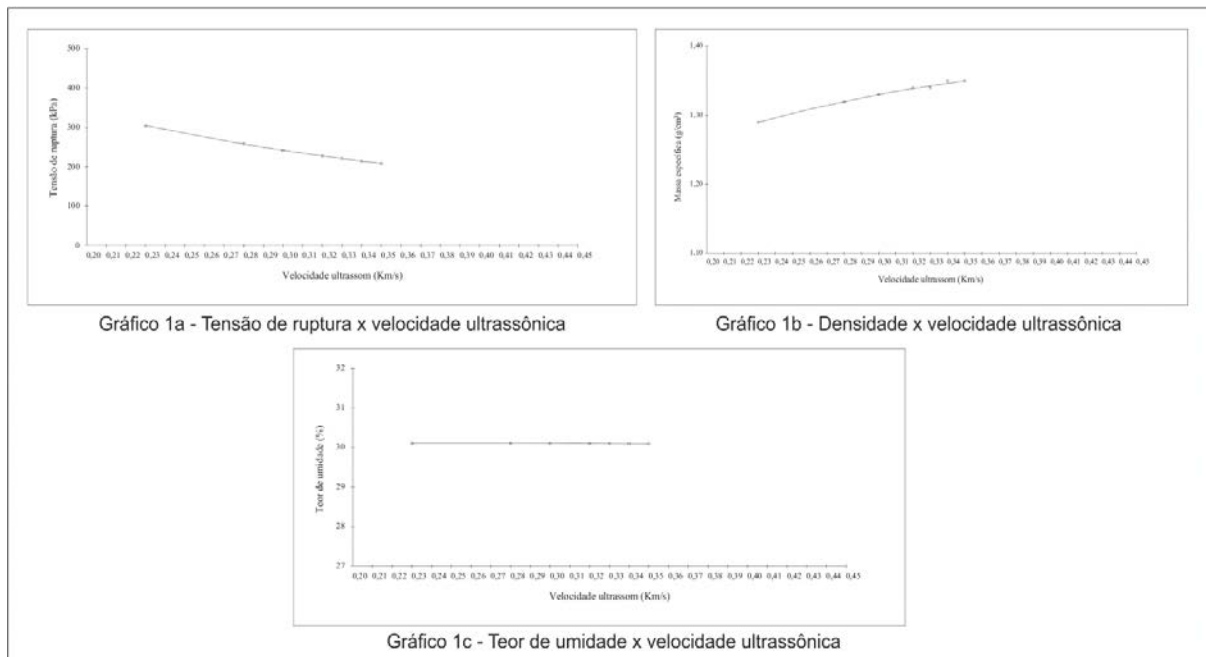 500
400
300
200
100
0
Tensão de ruptura (kPa)
0,20 0,21 0,22 0,23 0,24 0,25 0,26 0,27 0,28 0,29 0,30 0,31 0,32 0,33 0,34 0,35 0,36 0,37 0,38 0,39 0,40 0,41 0,42 0,43 0,44 0,45
Velocidade ultrassom (Km/s)
Gráfico 1a - Tensão de ruptura x velocidade ultrassônica
1,40
1,30
1,20
1,10
Massa específica (g/cm³)
0,20 0,21 0,22 0,23 0,24 0,25 0,26 0,27 0,28 0,29 0,30 0,31 0,32 0,33 0,34 0,35 0,36 0,37 0,38 0,39 0,40 0,41 0,42 0,43 0,44 0,45
Velocidade ultrassom (Km/s)
Gráfico 1b - Densidade x velocidade ultrassônica
32
31
30
29
28
27
Teor de umidade (%)
0,20 0,21 0,22 0,23 0,24 0,25 0,26 0,27 0,28 0,29 0,30 0,31 0,32 0,33 0,34 0,35 0,36 0,37 0,38 0,39 0,40 0,41 0,42 0,43 0,44 0,45
Velocidade ultrassom (Km/s)
Gráfico 1c - Teor de umidade x velocidade ultrassônica